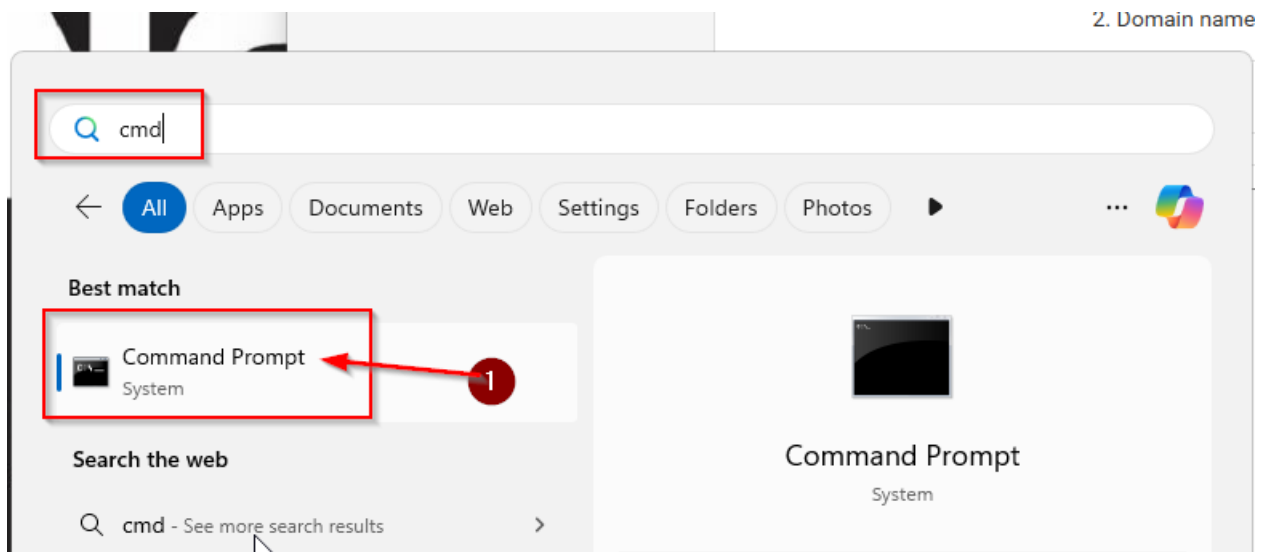 2. Domain name
cmd
All Apps Documents Web Settings Folders Photos ...
Best match
Command Prompt
System
1
Search the web
cmd - See more search results
Command Prompt
System